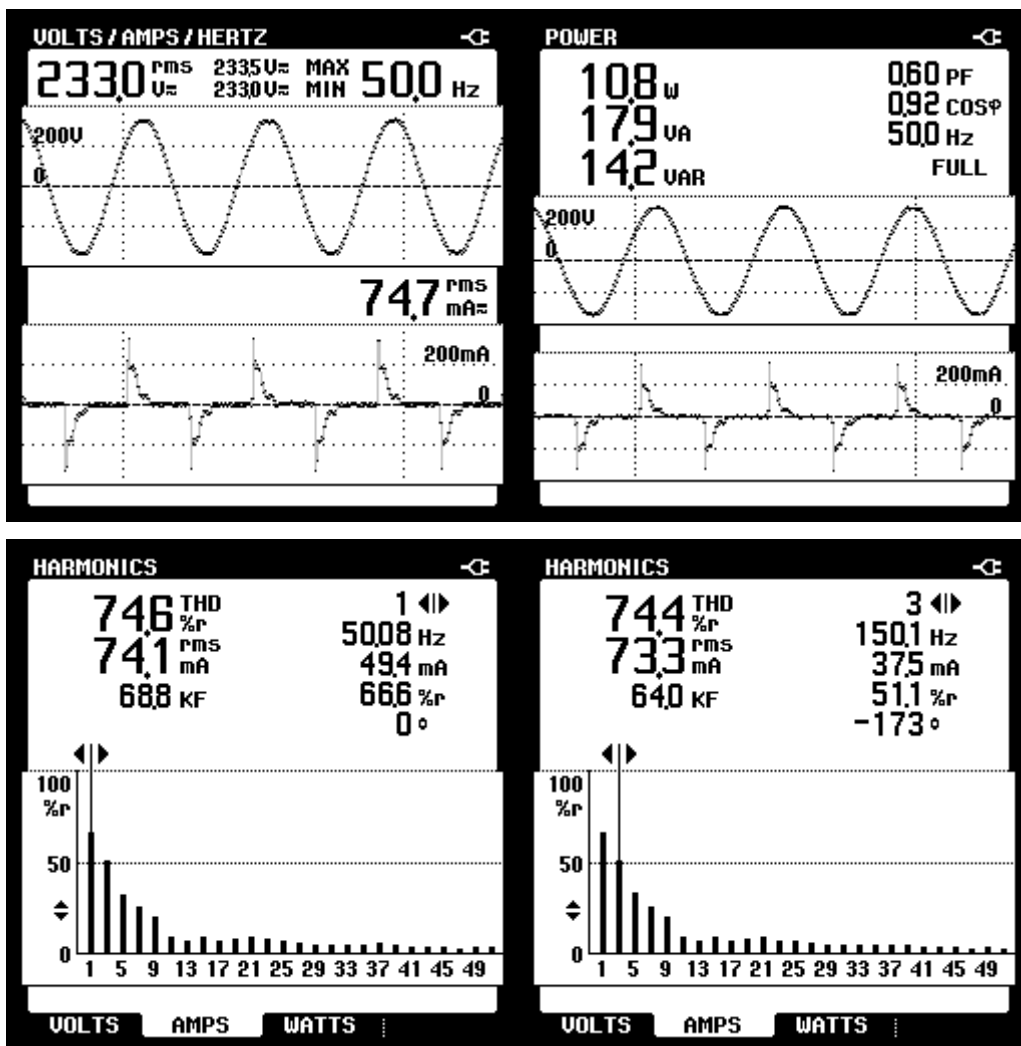 VOLTS/AMPS/HERTZ
233.0 rms V≂ 233.5 V≂ MAX 50.0 Hz
233.0 V≂ MIN
200V
0
74.7 rms mA≂
200mA
0
POWER
10.8 W 0.60 PF
17.9 VA 0.92 COSφ
14.2 VAR 50.0 Hz
FULL
200V
0
200mA
0
HARMONICS
74.6 THD %r 1
74.1 rms mA 50.08 Hz
68.8 KF 49.4 mA
66.6 %r
0 °
100
%r
50
0
1 5 9 13 17 21 25 29 33 37 41 45 49
VOLTS AMPS WATTS
HARMONICS
74.4 THD %r 3
73.3 rms mA 150.1 Hz
64.0 KF 37.5 mA
51.1 %r
-173 °
100
%r
50
0
1 5 9 13 17 21 25 29 33 37 41 45 49
VOLTS AMPS WATTS